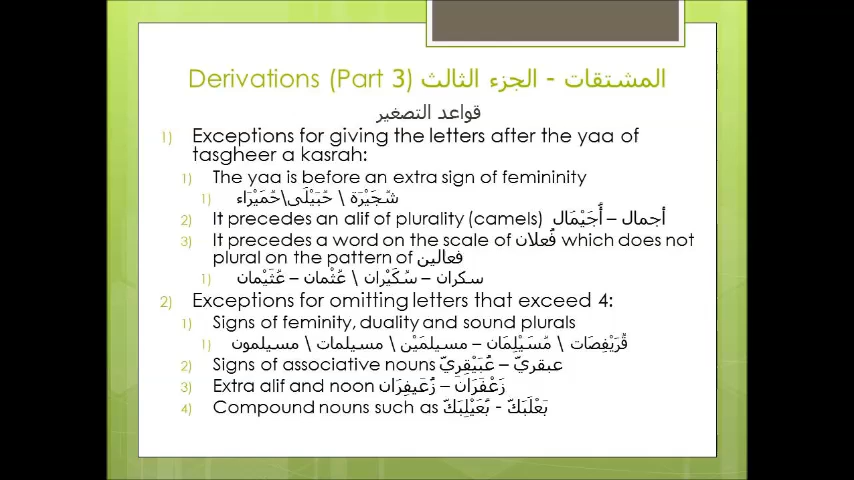 Derivations (Part 3) المشتقات - الجزء الثالث
قواعد التصغير
1) Exceptions for giving the letters after the yaa of
tasgheer a kasrah:
1) The yaa is before an extra sign of femininity
1) شُجَيْرَة \ حُبَيْلَى\حُمَيْرَاء
2) It precedes an alif of plurality (camels) أجمال – أُجَيْمَال
3) It precedes a word on the scale of فُعلان which does not
plural on the pattern of فعالين
1) سكران – سُكَيْران \ عُثْمان – عُثَيْمان
2) Exceptions for omitting letters that exceed 4:
1) Signs of feminity, duality and sound plurals
1) قُرَيْفِصَات \ مُسَيْلِمَان – مسيلمَيْن \ مسيلمات \ مسيلمون
2) Signs of associative nouns عبقريّ – عُبَيْقِرِيّ
3) Extra alif and noon زَعْفَرَان – زُعَيفِرَان
4) Compound nouns such as بَعْلَبَكّ - بُعَيْلِبَكّ